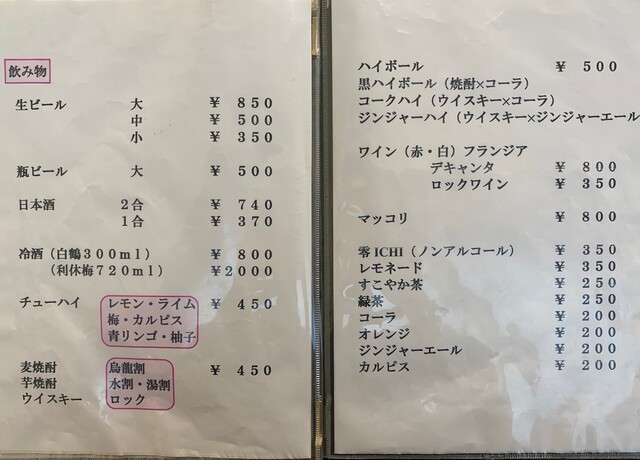 飲み物
生ビール 大 ￥ 850
中 ￥ 500
小 ￥ 350
瓶ビール 大 ￥ 500
日本酒 2合 ￥ 740
1合 ￥ 370
冷酒（白鶴300ml） ￥ 800
（利休梅720ml） ￥2000
チューハイ レモン・ライム ￥ 450
梅・カルピス
青リンゴ・柚子
麦焼酎 烏龍割 ￥ 450
芋焼酎 水割・湯割
ウイスキー ロック
ハイボール ￥ 500
黒ハイボール（焼酎×コーラ）
コークハイ（ウイスキー×コーラ）
ジンジャーハイ（ウイスキー×ジンジャーエール
ワイン（赤・白）フランジア
デキャンタ ￥ 800
ロックワイン ￥ 350
マッコリ ￥ 800
零ICHI（ノンアルコール） ￥ 350
レモネード ￥ 350
すこやか茶 ￥ 250
緑茶 ￥ 250
コーラ ￥ 200
オレンジ ￥ 200
ジンジャーエール ￥ 200
カルピス ￥ 200